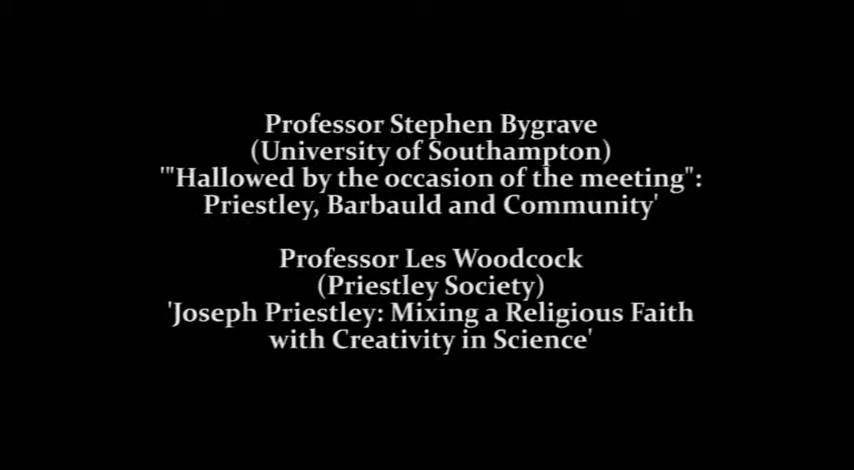 Professor Stephen Bygrave
(University of Southampton)
'"Hallowed by the occasion of the meeting":
Priestley, Barbauld and Community'
Professor Les Woodcock
(Priestley Society)
'Joseph Priestley: Mixing a Religious Faith
with Creativity in Science'